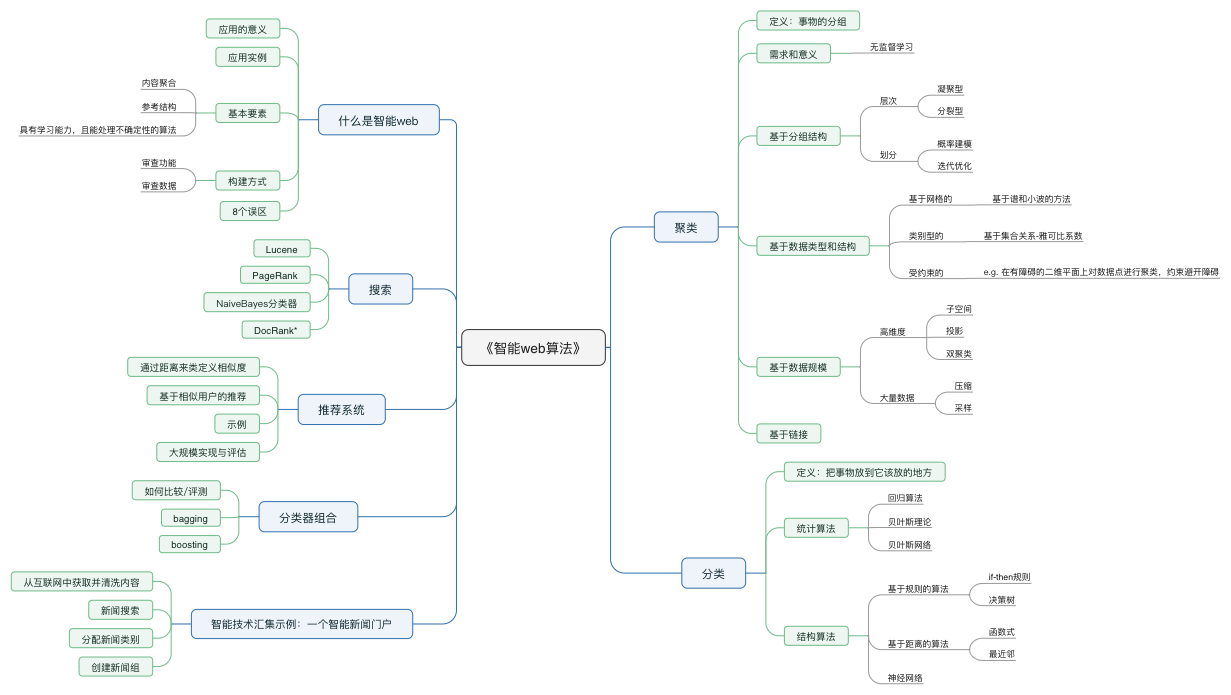 《智能web算法》
什么是智能web
应用的意义
应用实例
基本要素
内容聚合
参考结构
具有学习能力，且能处理不确定性的算法
构建方式
审查功能
审查数据
8个误区
搜索
Lucene
PageRank
NaiveBayes分类器
DocRank*
推荐系统
通过距离来类定义相似度
基于相似用户的推荐
示例
大规模实现与评估
分类器组合
如何比较/评测
bagging
boosting
智能技术汇集示例：一个智能新闻门户
从互联网中获取并清洗内容
新闻搜索
分配新闻类别
创建新闻组
聚类
定义：事物的分组
需求和意义
无监督学习
基于分组结构
层次
凝聚型
分裂型
划分
概率建模
迭代优化
基于数据类型和结构
基于网格的
基于谱和小波的方法
类别型的
基于集合关系-雅可比系数
受约束的
e.g. 在有障碍的二维平面上对数据点进行聚类，约束避开障碍
基于数据规模
高维度
子空间
投影
双聚类
大量数据
压缩
采样
基于链接
分类
定义：把事物放到它该放的地方
统计算法
回归算法
贝叶斯理论
贝叶斯网络
结构算法
基于规则的算法
if-then规则
决策树
基于距离的算法
函数式
最近邻
神经网络